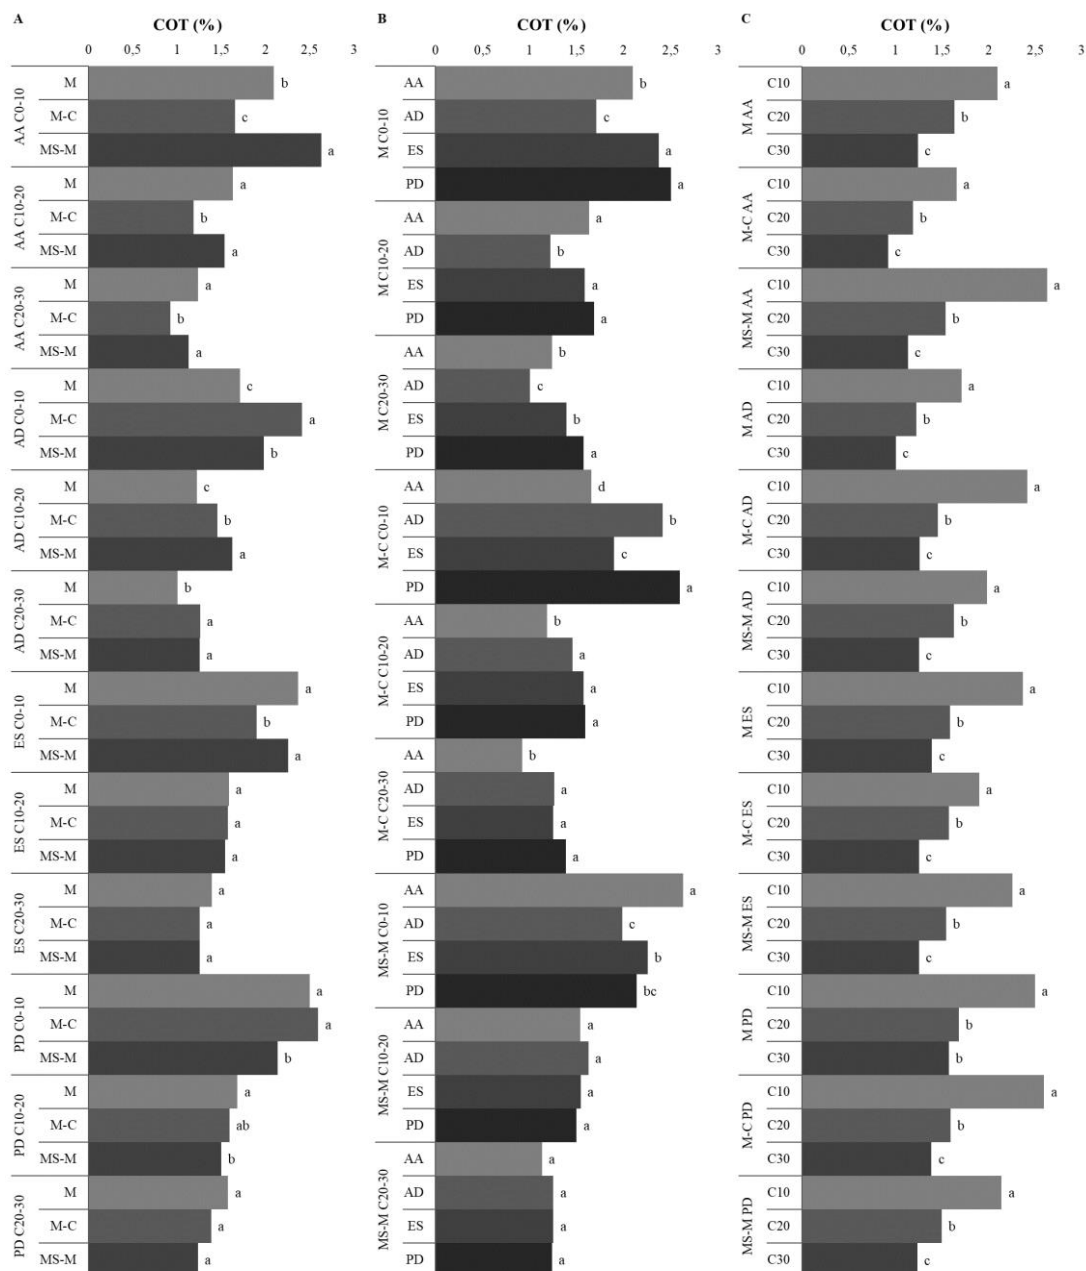 A
COT (%)
0 0,5 1 1,5 2 2,5 3
AA C0-10
M b
M-C c
MS-M a
AA C10-20
M a
M-C b
MS-M a
AA C20-30
M a
M-C b
MS-M a
AD C0-10
M c
M-C a
MS-M b
AD C10-20
M c
M-C b
MS-M a
AD C20-30
M b
M-C a
MS-M a
ES C0-10
M a
M-C b
MS-M a
ES C10-20
M a
M-C a
MS-M a
ES C20-30
M a
M-C a
MS-M a
PD C0-10
M a
M-C a
MS-M b
PD C10-20
M a
M-C ab
MS-M b
PD C20-30
M a
M-C a
MS-M a
B
COT (%)
0 0,5 1 1,5 2 2,5 3
M C0-10
AA b
AD c
ES a
PD a
M C10-20
AA a
AD b
ES a
PD a
M C20-30
AA b
AD c
ES b
PD a
M-C C0-10
AA d
AD b
ES c
PD a
M-C C10-20
AA b
AD a
ES a
PD a
M-C C20-30
AA b
AD a
ES a
PD a
MS-M C0-10
AA a
AD c
ES b
PD bc
MS-M C10-20
AA a
AD a
ES a
PD a
MS-M C20-30
AA a
AD a
ES a
PD a
C
COT (%)
0 0,5 1 1,5 2 2,5 3
M AA
C10 a
C20 b
C30 c
M-C AA
C10 a
C20 b
C30 c
MS-M AA
C10 a
C20 b
C30 c
M AD
C10 a
C20 b
C30 c
M-C AD
C10 a
C20 b
C30 c
MS-M AD
C10 a
C20 b
C30 c
M ES
C10 a
C20 b
C30 c
M-C ES
C10 a
C20 b
C30 c
MS-M ES
C10 a
C20 b
C30 c
M PD
C10 a
C20 b
C30 b
M-C PD
C10 a
C20 b
C30 c
MS-M PD
C10 a
C20 b
C30 c